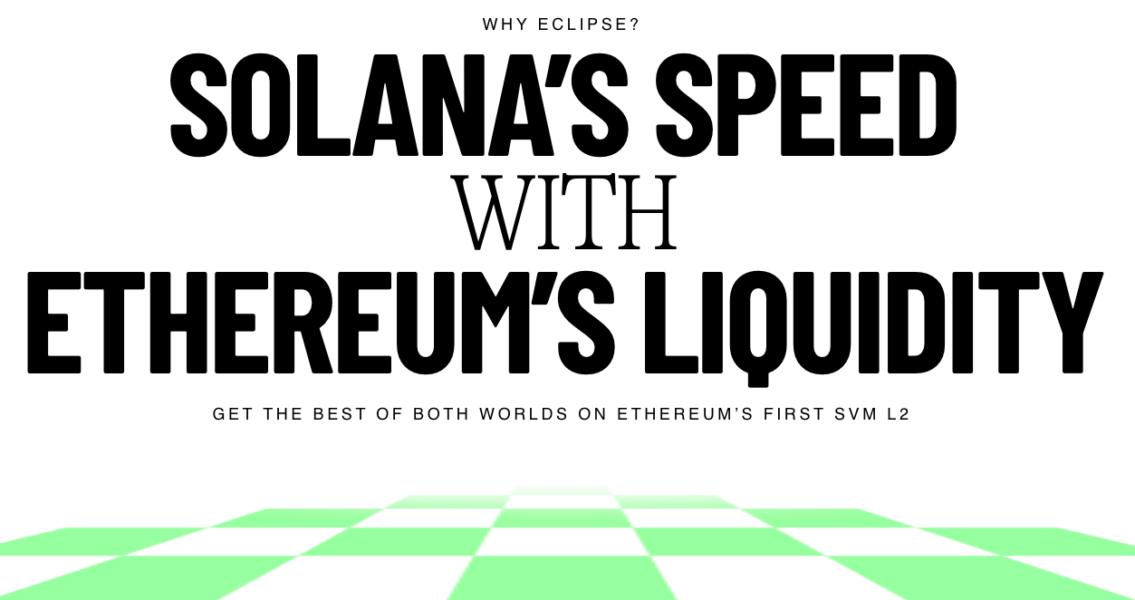 WHY ECLIPSE?
SOLANA’S SPEED
WITH
ETHEREUM’S LIQUIDITY
GET THE BEST OF BOTH WORLDS ON ETHEREUM’S FIRST SVM L2